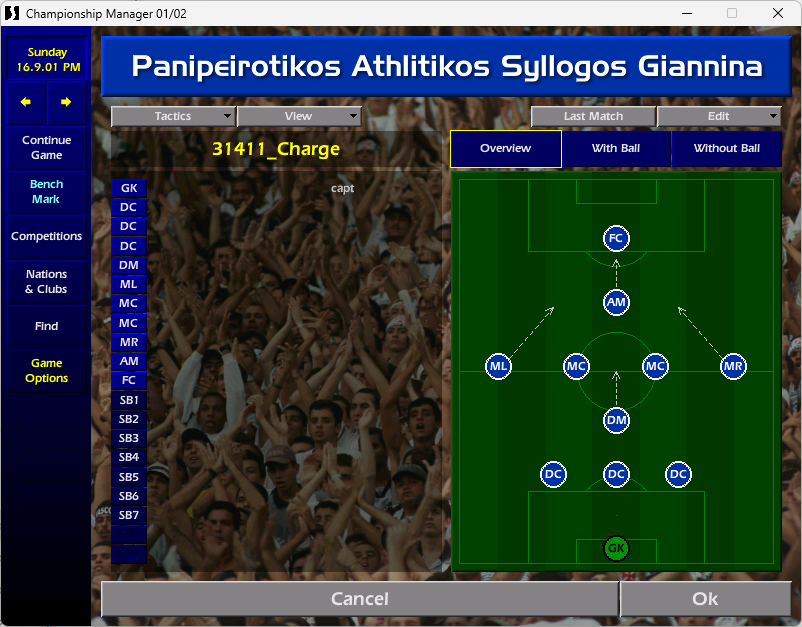 Championship Manager 01/02
Sunday
16.9.01 PM
Continue
Game
Bench
Mark
Competitions
Nations
& Clubs
Find
Game
Options
Panipeirotikos Athlitikos Syllogos Giannina
Tactics
View
Last Match
Edit
31411_Charge
Overview
With Ball
Without Ball
GK
capt
DC
DC
DC
DM
ML
MC
MC
MR
AM
FC
SB1
SB2
SB3
SB4
SB5
SB6
SB7
FC
AM
ML
MC
MC
MR
DM
DC
DC
DC
GK
Cancel
Ok